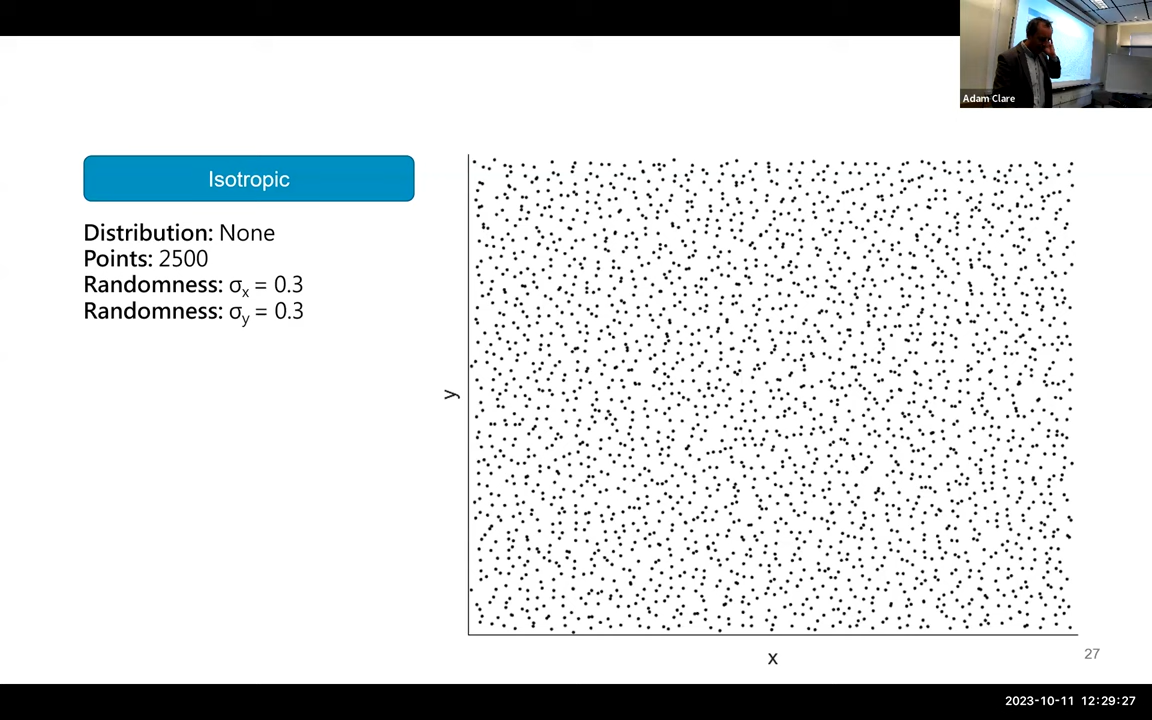 Adam Clare
Isotropic
Distribution: None
Points: 2500
Randomness: σx = 0.3
Randomness: σy = 0.3
y
x
27
2023-10-11 12:29:27